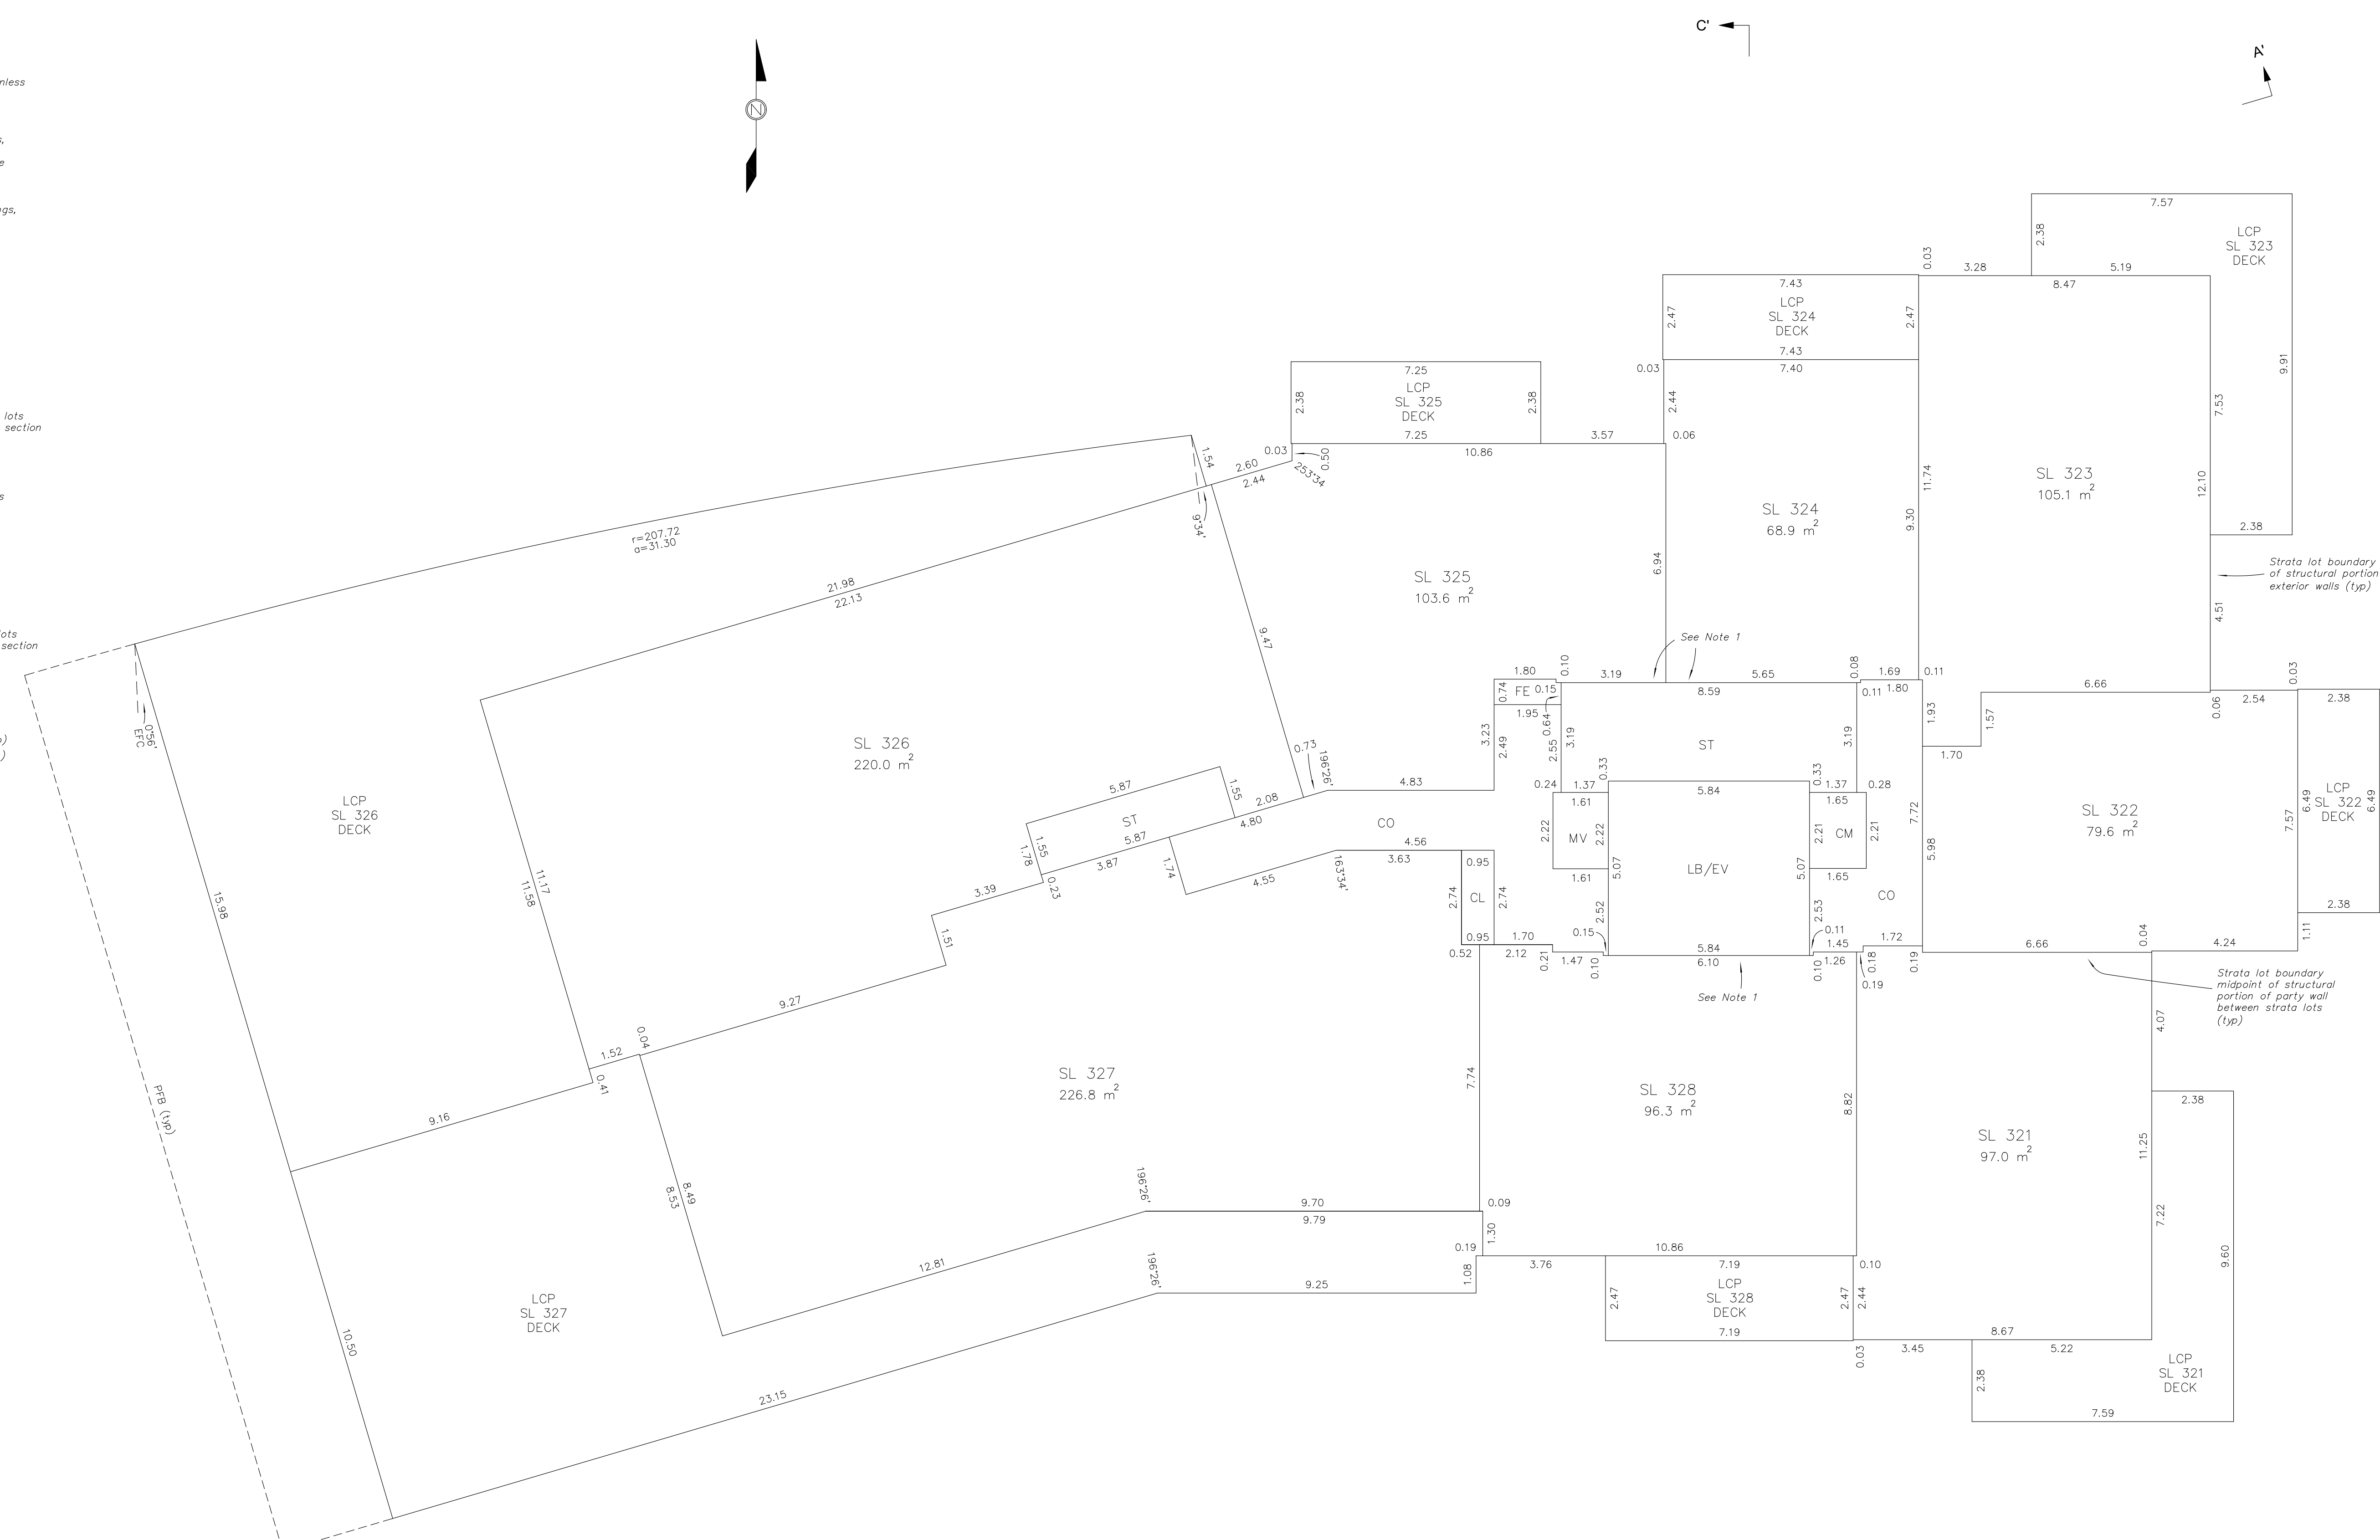 C'
A'
N
nless
s,
e
ngs,
lots
section
s
lots
section
)
)
7.57
2.38
LCP
SL 323
DECK
9.91
0.03
3.28
5.19
8.47
7.53
12.10
2.38
4.51
SL 323
105.1 m2
11.74
Strata lot boundary
of structural portion
exterior walls (typ)
7.43
LCP
SL 324
DECK
2.47
2.47
7.43
0.03
7.40
2.44
0.06
SL 324
68.9 m2
9.30
6.94
See Note 1
7.25
LCP
SL 325
DECK
2.38
2.38
7.25
3.57
10.86
0.03
0.50
253°34
2.60
2.44
1.54
9°34'
SL 325
103.6 m2
9.47
r=207.72
a=31.30
21.98
22.13
0°56'
EFC
LCP
SL 326
DECK
15.98
11.17
11.58
SL 326
220.0 m2
PFB (typ)
5.87
1.55
ST
1.55
1.78
5.87
3.87
0.23
2.08
4.80
0.73
196°26'
4.83
CO
4.56
3.63
1.74
4.55
163°34'
3.39
1.51
9.27
0.04
1.52
0.41
9.16
1.80
0.10
FE
0.15
0.74
1.95
0.64
3.23
2.49
2.55
3.19
3.19
5.65
8.59
0.08
1.69
0.11
0.11
1.80
ST
3.19
0.33
0.33
0.24
1.37
1.61
5.84
1.37
0.28
1.65
2.22
MV
2.22
1.61
5.07
LB/EV
5.07
2.21
CM
2.21
1.65
CO
2.52
2.53
0.15
0.11
5.84
6.10
1.45
1.26
1.72
0.10
0.10
0.18
0.19
0.19
See Note 1
0.95
CL
2.74
2.74
0.95
1.70
0.52
2.12
0.21
1.47
1.93
1.57
1.70
6.66
0.06
2.54
0.03
2.38
7.72
5.98
SL 322
79.6 m2
7.57
6.49
LCP
SL 322
DECK
6.49
2.38
1.11
6.66
0.04
4.24
Strata lot boundary
midpoint of structural
portion of party wall
between strata lots
(typ)
4.07
2.38
SL 321
97.0 m2
11.25
7.22
9.60
8.67
3.45
5.22
0.03
2.38
LCP
SL 321
DECK
7.59
SL 328
96.3 m2
7.74
8.82
0.09
1.30
0.19
1.08
10.86
3.76
7.19
0.10
LCP
SL 328
DECK
2.47
2.47
2.44
7.19
SL 327
226.8 m2
196°26'
9.70
9.79
196°26'
9.25
8.49
8.53
12.81
LCP
SL 327
DECK
10.50
23.15